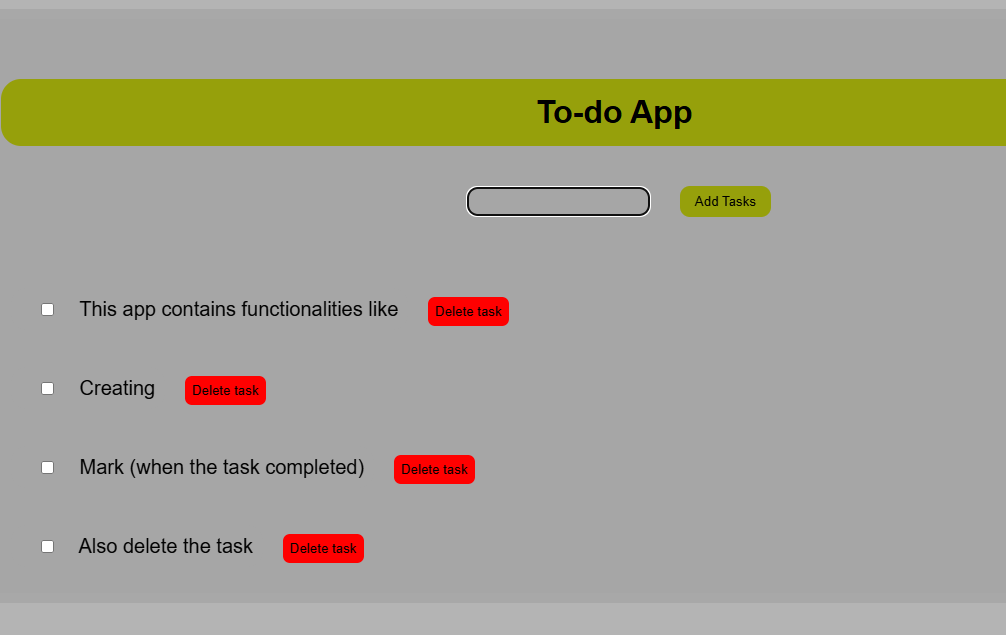 To-do App
Add Tasks
This app contains functionalities like Delete task
Creating Delete task
Mark (when the task completed) Delete task
Also delete the task Delete task